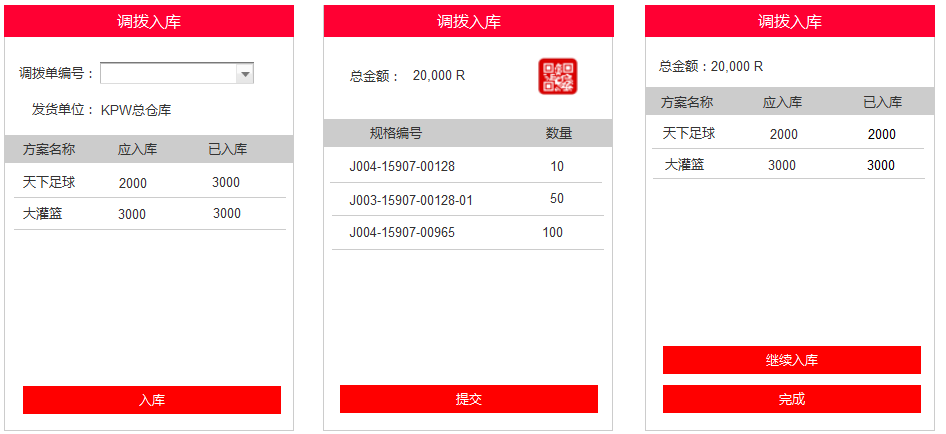 调拨入库
调拨单编号：
发货单位： KPW总仓库
方案名称 应入库 已入库
天下足球 2000 3000
大灌篮 3000 3000
入库
调拨入库
总金额： 20,000 R
规格编号 数量
J004-15907-00128 10
J003-15907-00128-01 50
J004-15907-00965 100
提交
调拨入库
总金额：20,000 R
方案名称 应入库 已入库
天下足球 2000 2000
大灌篮 3000 3000
继续入库
完成